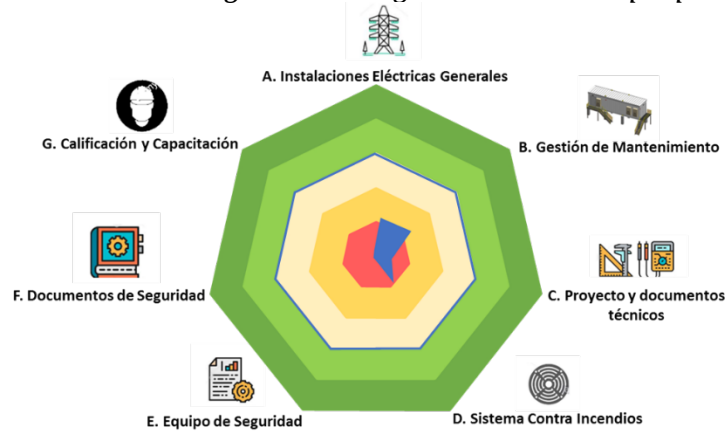 A. Instalaciones Eléctricas Generales
G. Calificación y Capacitación
B. Gestión de Mantenimiento
F. Documentos de Seguridad
C. Proyecto y documentos
técnicos
E. Equipo de Seguridad
D. Sistema Contra Incendios